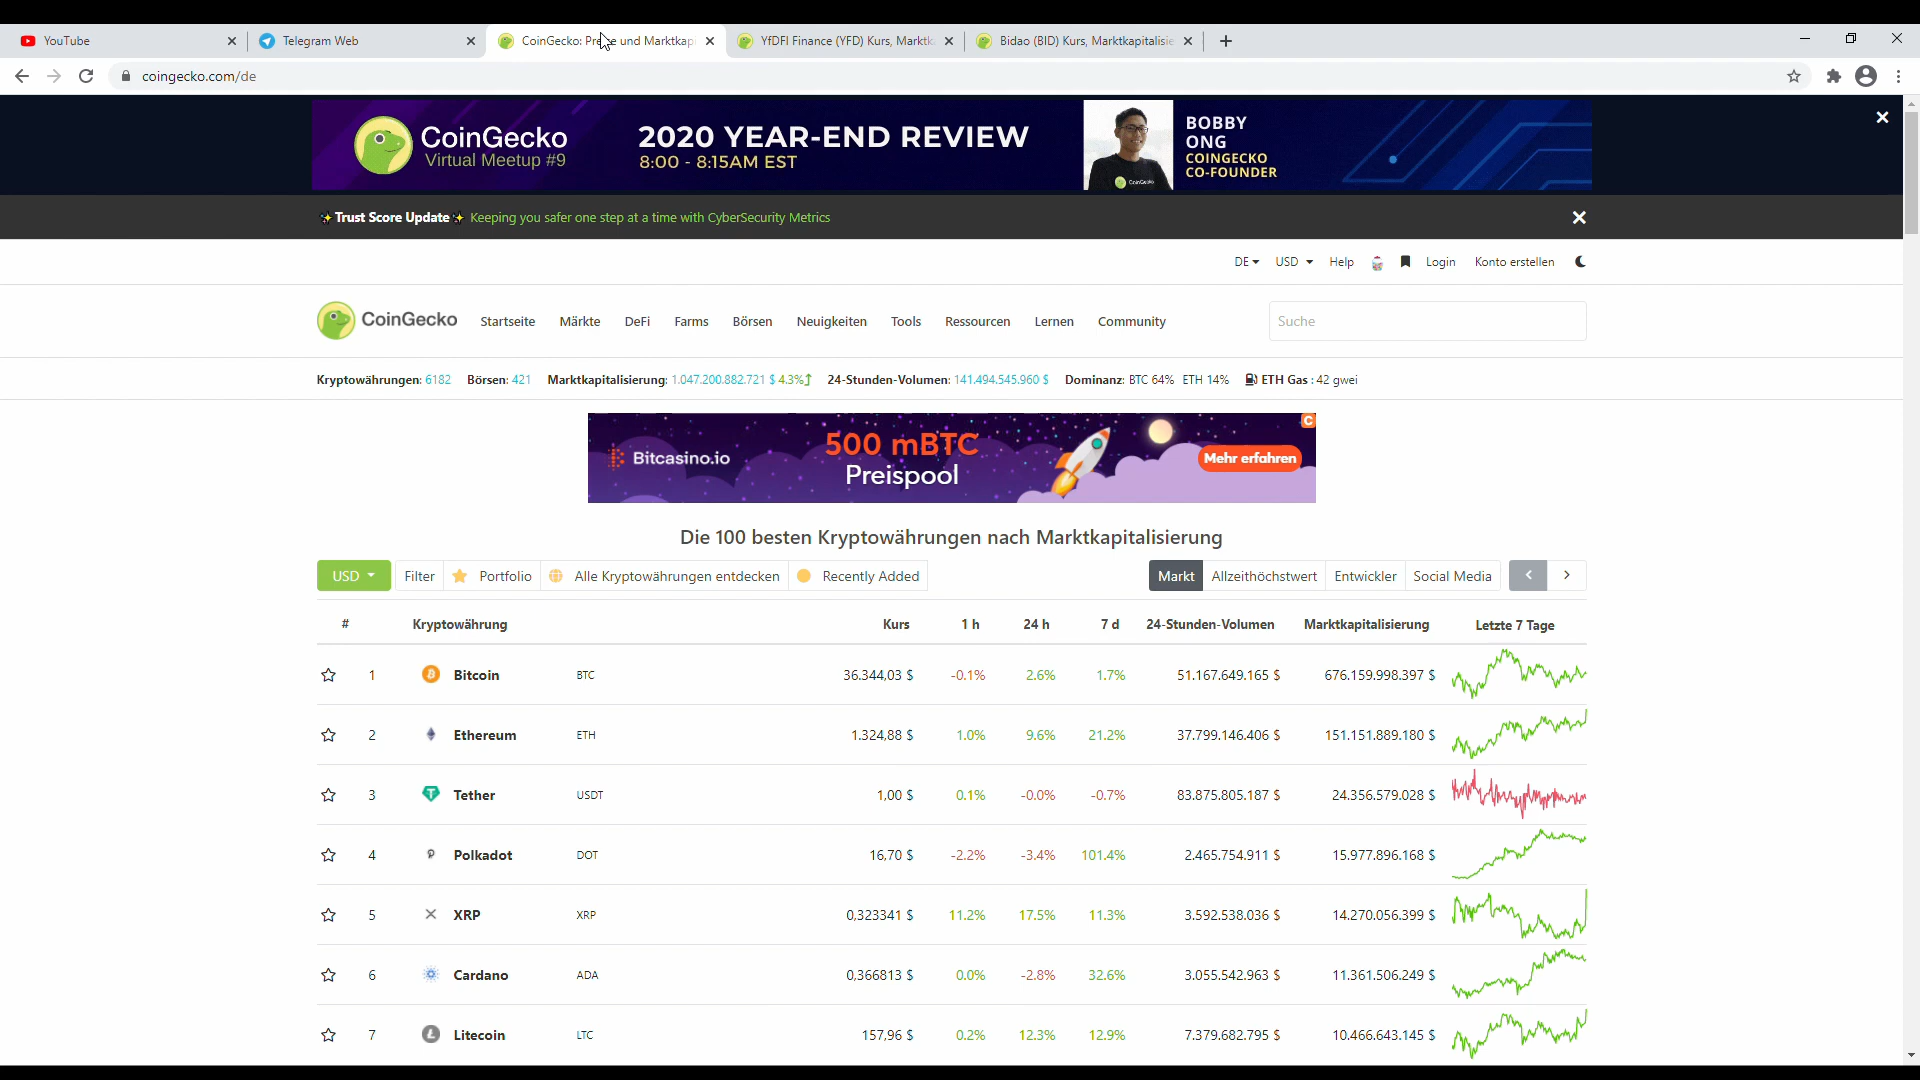 YouTube
Telegram Web
CoinGecko: Pre e und Marktkap
YfDFI Finance (YFD) Kurs, Marktk
Bidao (BID) Kurs, Marktkapitalisie
coingecko.com/de
CoinGecko
Virtual Meetup #9
2020 YEAR-END REVIEW
8:00 - 8:15AM EST
CoinGecko
BOBBY
ONG
COINGECKO
CO-FOUNDER
Trust Score Update Keeping you safer one step at a time with CyberSecurity Metrics
DE USD Help Login Konto erstellen
CoinGecko Startseite Märkte DeFi Farms Börsen Neuigkeiten Tools Ressourcen Lernen Community Suche
Kryptowährungen: 6182 Börsen: 421 Marktkapitalisierung: 1.047.200.882.721 $ 4.3% 24-Stunden-Volumen: 141.494.545.960 $ Dominanz: BTC 64% ETH 14% ETH Gas : 42 gwei
Bitcasino.io
500 mBTC
Preispool
Mehr erfahren
C
Die 100 besten Kryptowährungen nach Marktkapitalisierung
USD Filter Portfolio Alle Kryptowährungen entdecken Recently Added Markt Allzeithöchstwert Entwickler Social Media < >
# Kryptowährung Kurs 1 h 24 h 7 d 24-Stunden-Volumen Marktkapitalisierung Letzte 7 Tage
1 Bitcoin BTC 36.344,03 $ -0.1% 2.6% 1.7% 51.167.649.165 $ 676.159.998.397 $
2 Ethereum ETH 1.324,88 $ 1.0% 9.6% 21.2% 37.799.146.406 $ 151.151.889.180 $
3 Tether USDT 1,00 $ 0.1% -0.0% -0.7% 83.875.805.187 $ 24.356.579.028 $
4 Polkadot DOT 16,70 $ -2.2% -3.4% 101.4% 2.465.754.911 $ 15.977.896.168 $
5 XRP XRP 0,323341 $ 11.2% 17.5% 11.3% 3.592.538.036 $ 14.270.056.399 $
6 Cardano ADA 0,366813 $ 0.0% -2.8% 32.6% 3.055.542.963 $ 11.361.506.249 $
7 Litecoin LTC 157,96 $ 0.2% 12.3% 12.9% 7.379.682.795 $ 10.466.643.145 $